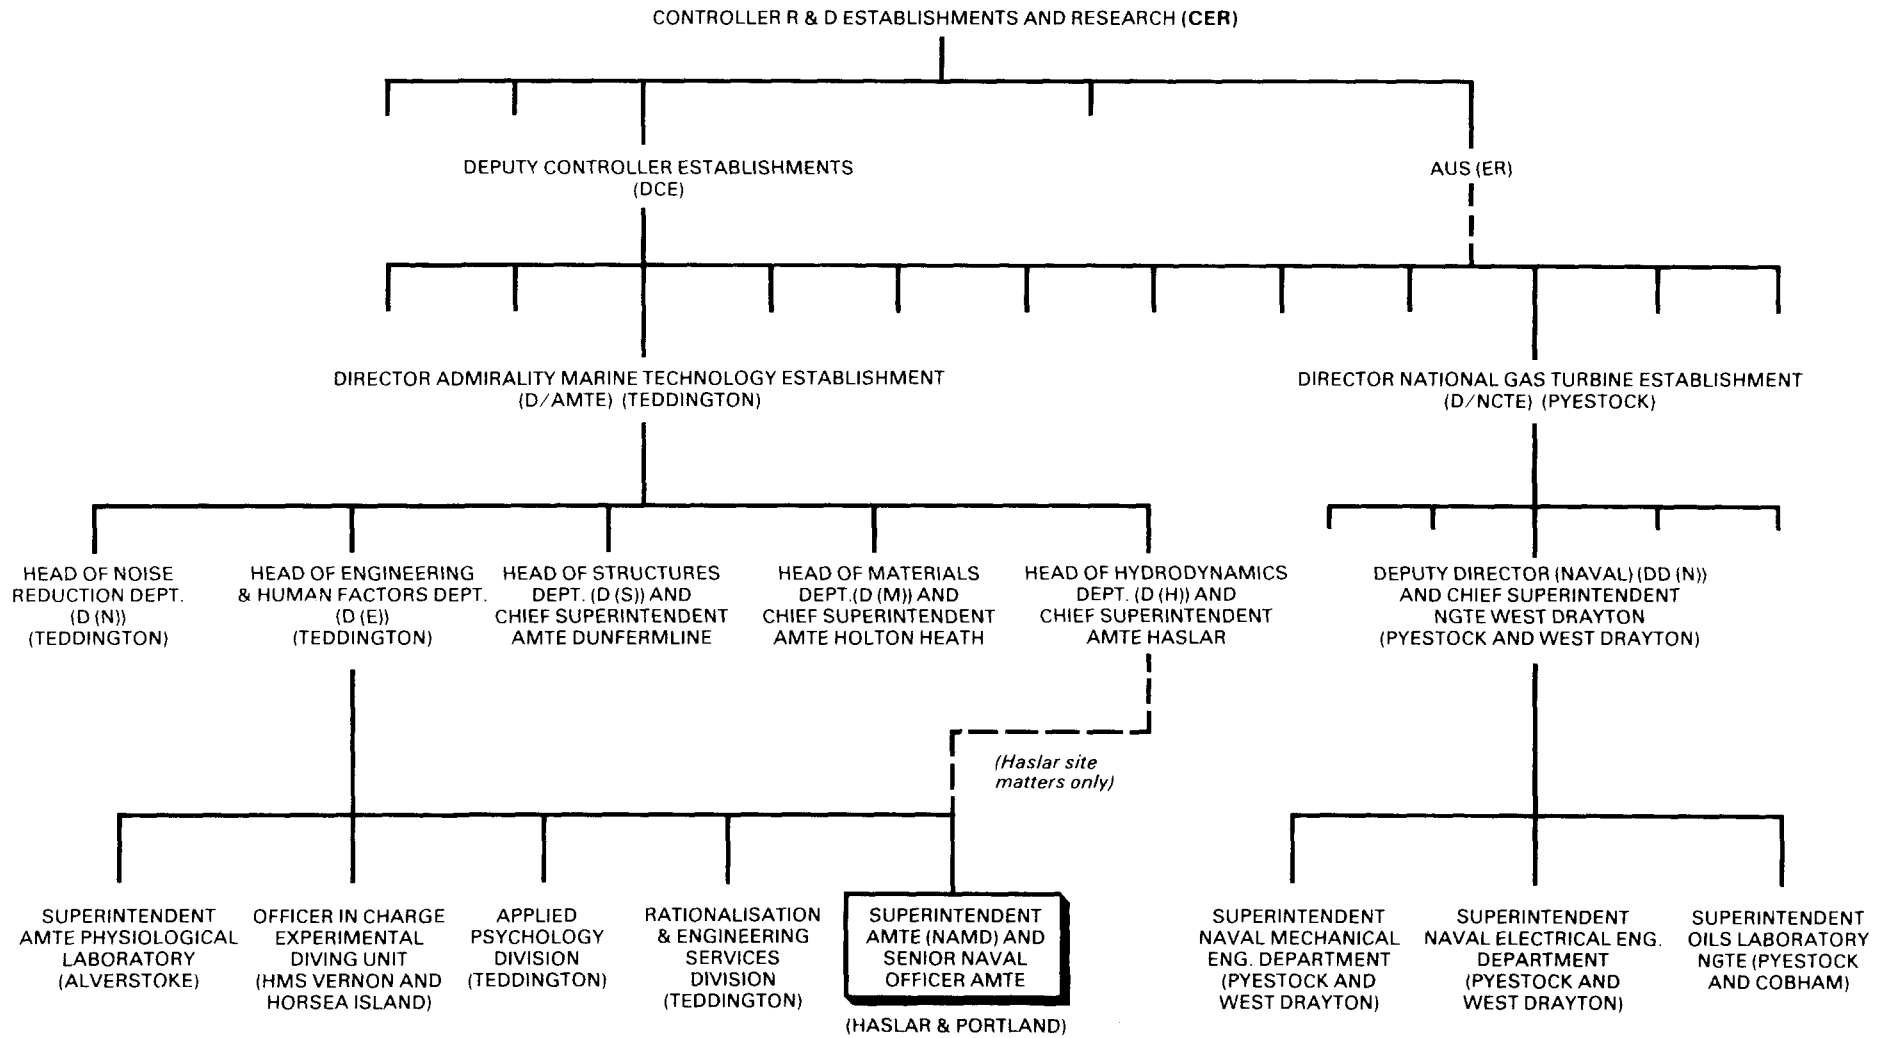 CONTROLLER R & D ESTABLISHMENTS AND RESEARCH (CER)
DEPUTY CONTROLLER ESTABLISHMENTS
(DCE)
AUS (ER)
DIRECTOR ADMIRALITY MARINE TECHNOLOGY ESTABLISHMENT
(D/AMTE) (TEDDINGTON)
DIRECTOR NATIONAL GAS TURBINE ESTABLISHMENT
(D/NCTE) (PYESTOCK)
HEAD OF NOISE
REDUCTION DEPT.
(D (N))
(TEDDINGTON)
HEAD OF ENGINEERING
& HUMAN FACTORS DEPT.
(D (E))
(TEDDINGTON)
HEAD OF STRUCTURES
DEPT. (D (S)) AND
CHIEF SUPERINTENDENT
AMTE DUNFERMLINE
HEAD OF MATERIALS
DEPT.(D (M)) AND
CHIEF SUPERINTENDENT
AMTE HOLTON HEATH
HEAD OF HYDRODYNAMICS
DEPT. (D (H)) AND
CHIEF SUPERINTENDENT
AMTE HASLAR
DEPUTY DIRECTOR (NAVAL) (DD (N))
AND CHIEF SUPERINTENDENT
NGTE WEST DRAYTON
(PYESTOCK AND WEST DRAYTON)
(Haslar site
matters only)
SUPERINTENDENT
AMTE PHYSIOLOGICAL
LABORATORY
(ALVERSTOKE)
OFFICER IN CHARGE
EXPERIMENTAL
DIVING UNIT
(HMS VERNON AND
HORSEA ISLAND)
APPLIED
PSYCHOLOGY
DIVISION
(TEDDINGTON)
RATIONALISATION
& ENGINEERING
SERVICES
DIVISION
(TEDDINGTON)
SUPERINTENDENT
AMTE (NAMD) AND
SENIOR NAVAL
OFFICER AMTE
(HASLAR & PORTLAND)
SUPERINTENDENT
NAVAL MECHANICAL
ENG. DEPARTMENT
(PYESTOCK AND
WEST DRAYTON)
SUPERINTENDENT
NAVAL ELECTRICAL ENG.
DEPARTMENT
(PYESTOCK AND
WEST DRAYTON)
SUPERINTENDENT
OILS LABORATORY
NGTE (PYESTOCK
AND COBHAM)